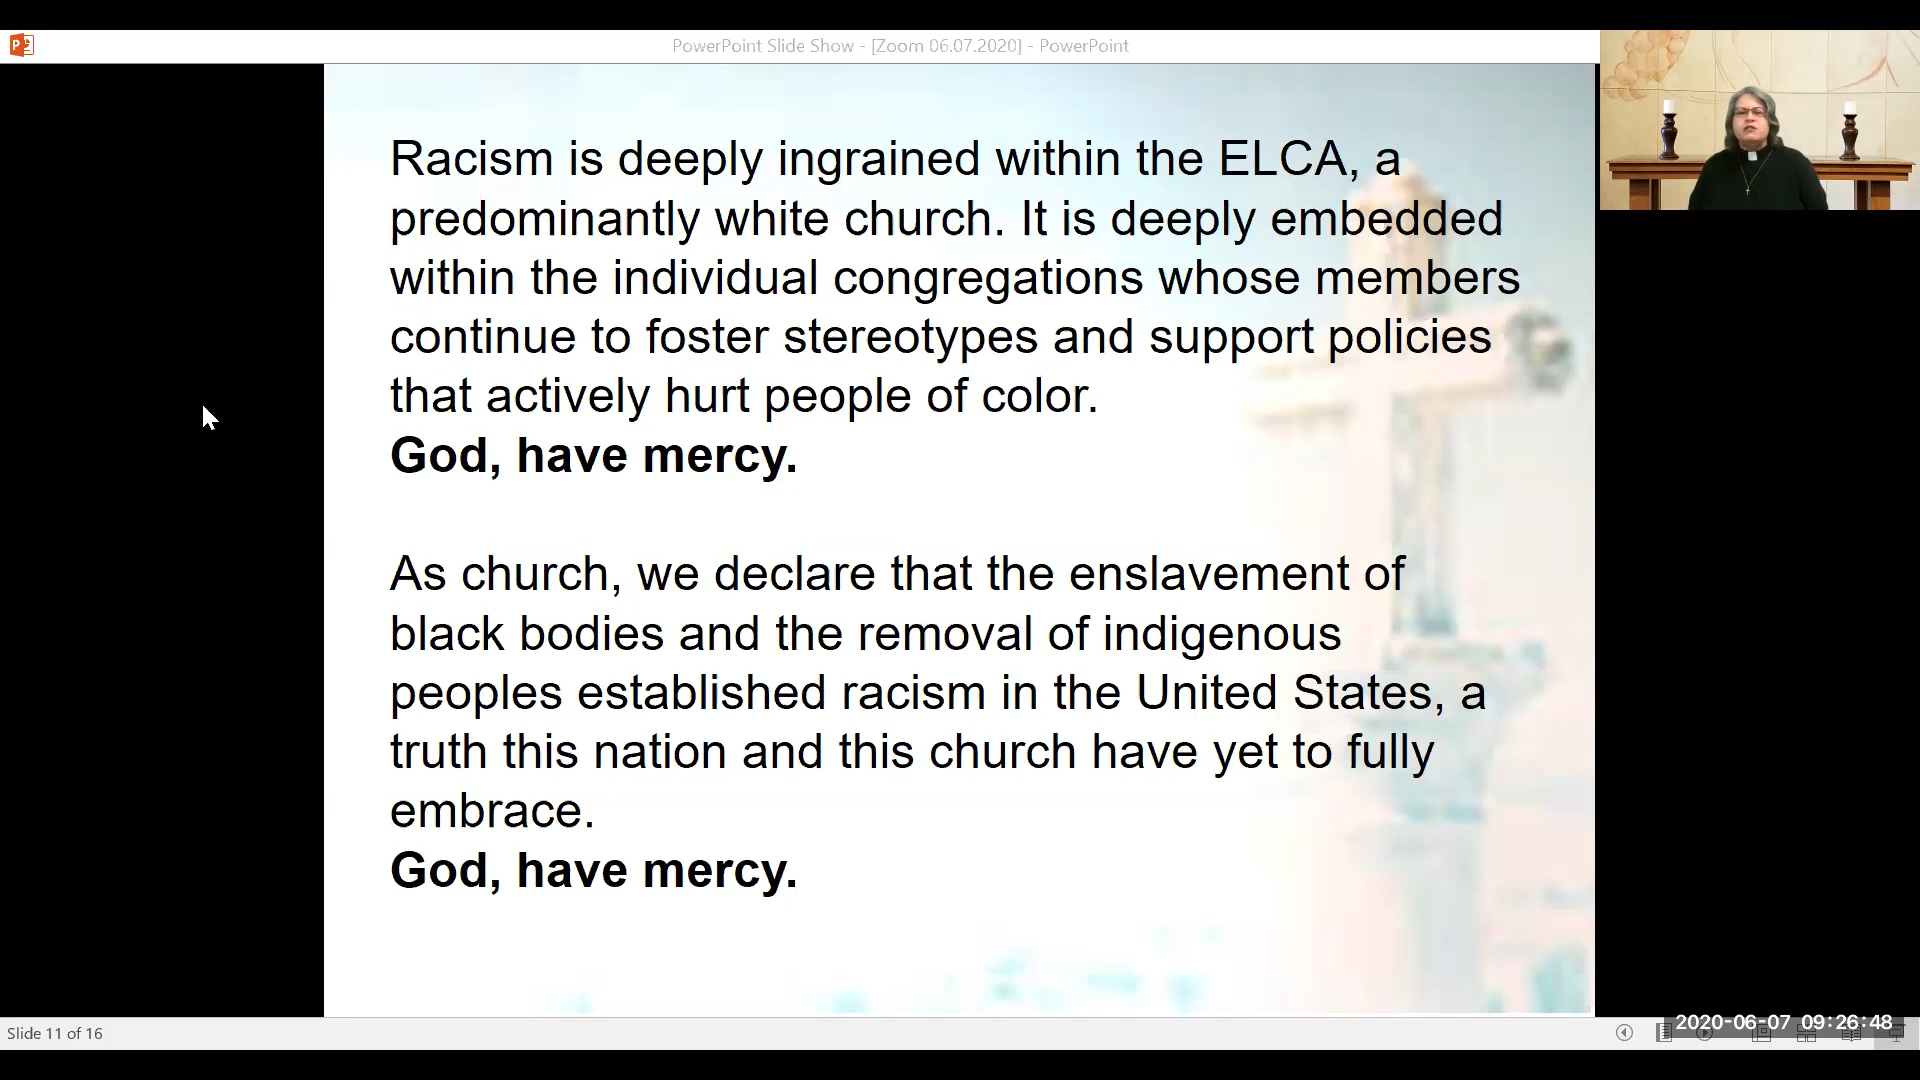 PowerPoint Slide Show - [Zoom 06.07.2020] - PowerPoint
Racism is deeply ingrained within the ELCA, a
predominantly white church. It is deeply embedded
within the individual congregations whose members
continue to foster stereotypes and support policies
that actively hurt people of color.
God, have mercy.
As church, we declare that the enslavement of
black bodies and the removal of indigenous
peoples established racism in the United States, a
truth this nation and this church have yet to fully
embrace.
God, have mercy.
Slide 11 of 16
2020-06-07 09:26:48